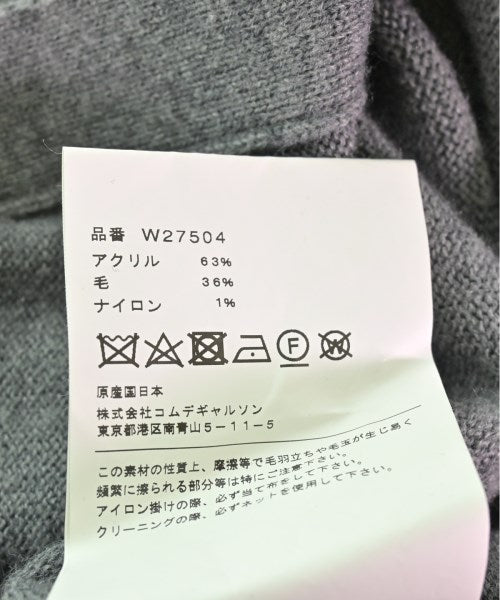 品番 W27504
アクリル 63%
毛 36%
ナイロン 1%
F W
原産国日本
株式会社コムデギャルソン
東京都港区南青山5-11-5
この素材の性質上、摩擦等で毛羽立ちや毛玉が生じ易く
頻繁に擦られる部分等は特にご注意下さい。
アイロン掛けの際、必ず当て布をして下さい。
クリーニングの際、必ずネットを使用して下さい。